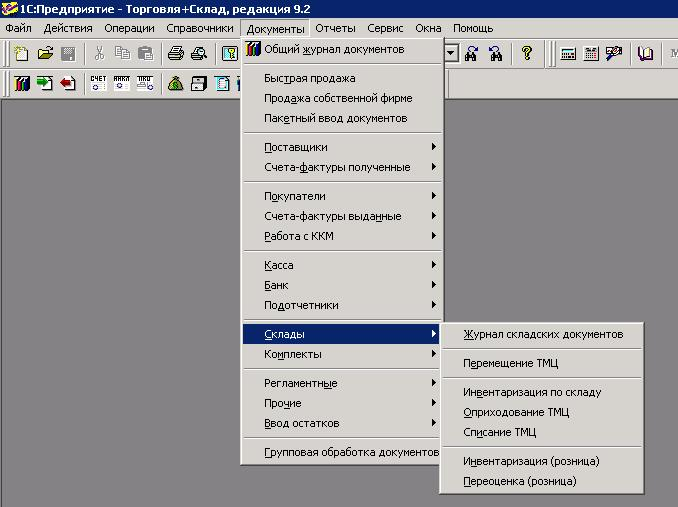 1С:Предприятие - Торговля+Склад, редакция 9.2
Файл Действия Операции Справочники Документы Отчеты Сервис Окна Помощь
Общий журнал документов
Быстрая продажа
Продажа собственной фирме
Пакетный ввод документов
Поставщики
Счета-фактуры полученные
Покупатели
Счета-фактуры выданные
Работа с ККМ
Касса
Банк
Подотчетники
Склады
Комплекты
Регламентные
Прочие
Ввод остатков
Групповая обработка документов
Журнал складских документов
Перемещение ТМЦ
Инвентаризация по складу
Оприходование ТМЦ
Списание ТМЦ
Инвентаризация (розница)
Переоценка (розница)